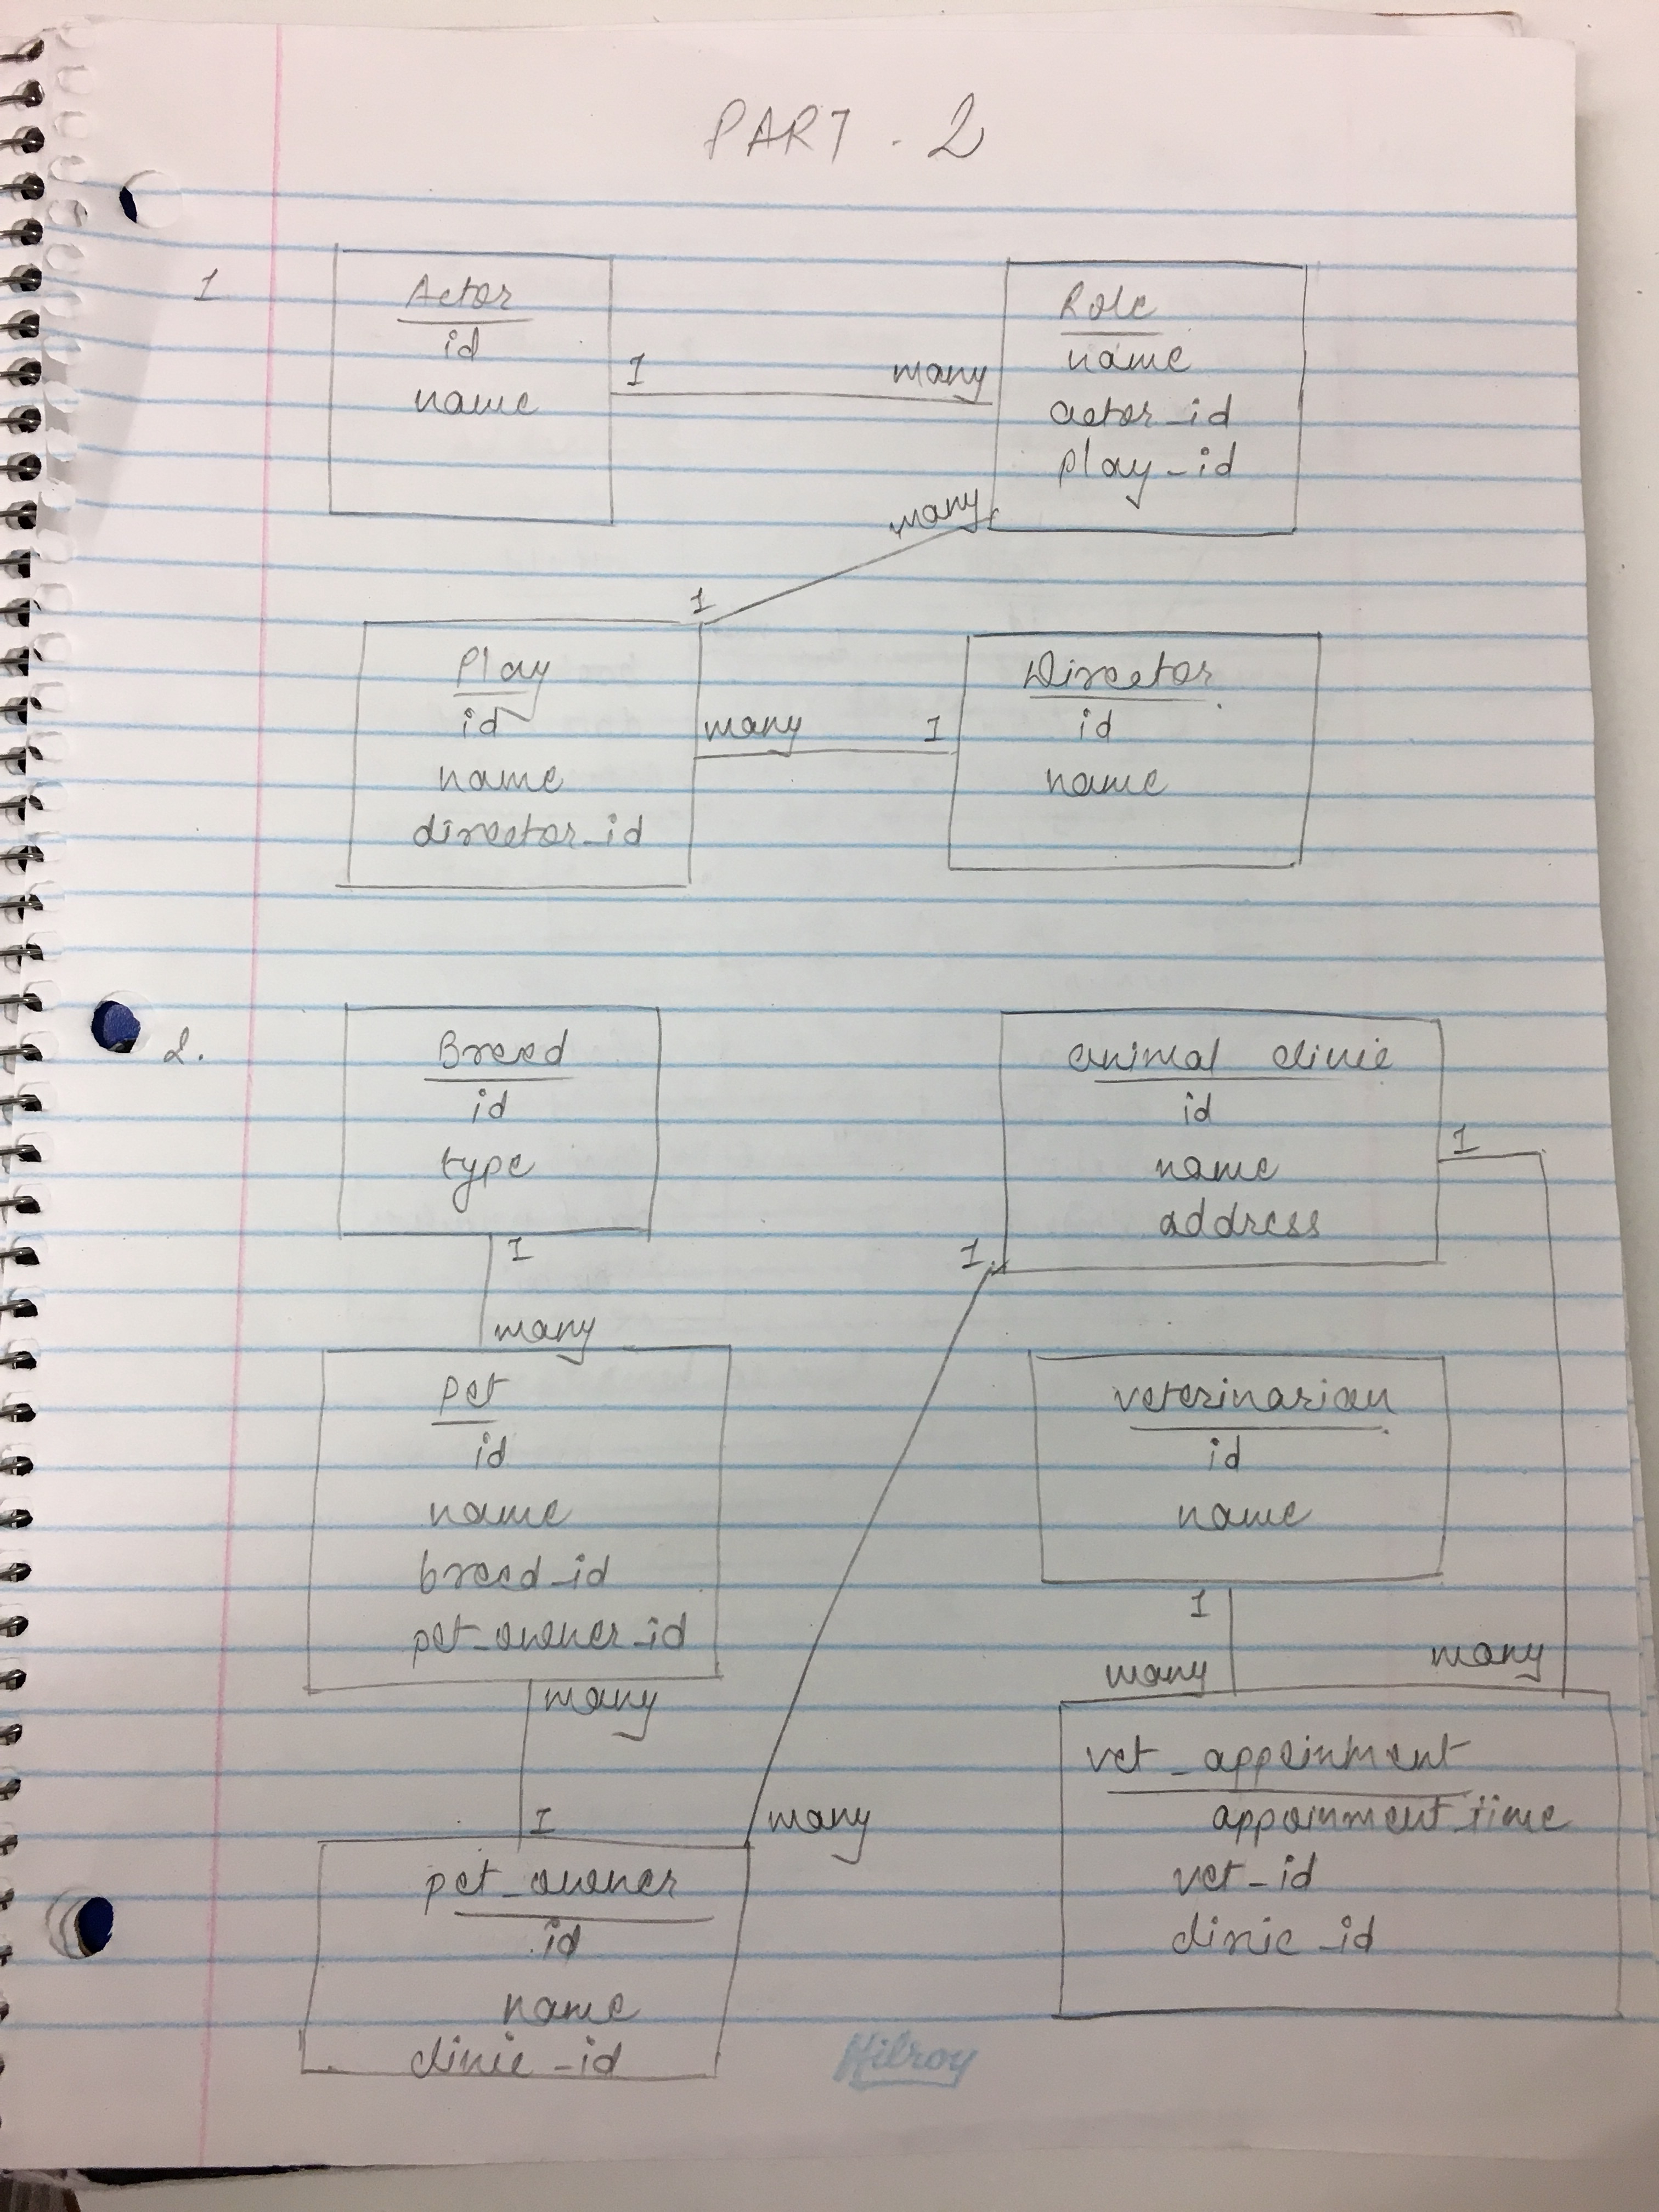 PART - 2
1
Actor
id
name
1 many
Role
name
actor_id
play_id
many
1
Play
id
name
director_id
many 1
Director
id
name
2.
Breed
id
type
1
many
animal clinic
id
name
address
1
1
pet
id
name
breed_id
pet_owner_id
many
1
veterinarian
id
name
1
many
many
pet_owner
id
name
clinic_id
many
vet_appoinment
appoinment_time
vet_id
clinic_id
Hilroy